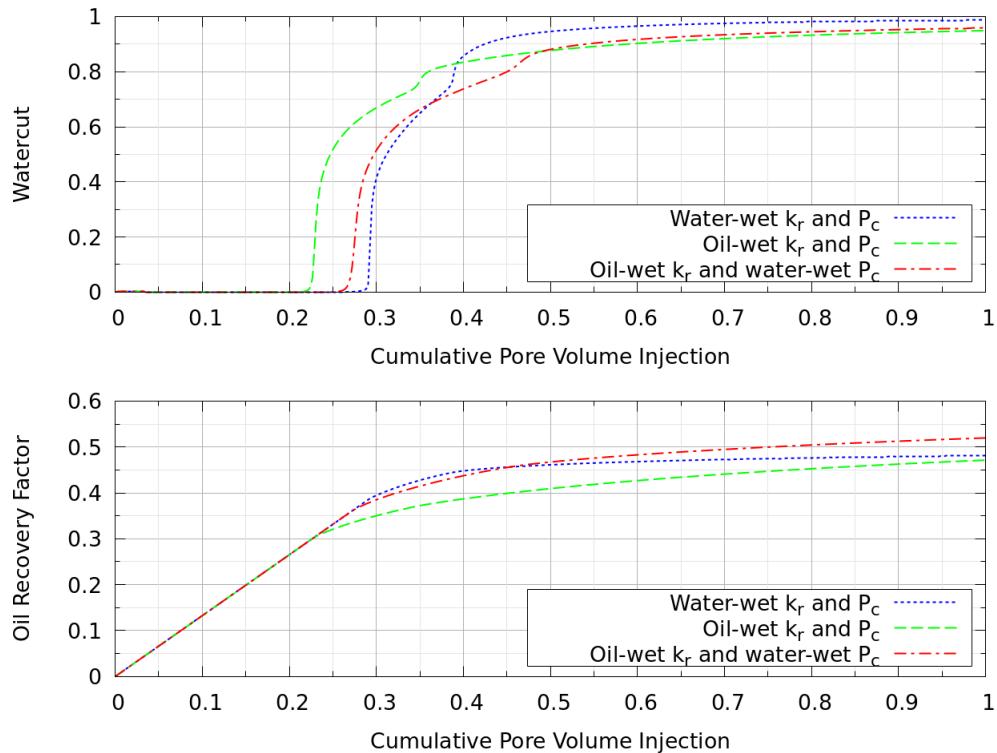 1
0.8
0.6
0.4
0.2
0
Watercut
Water-wet kr and Pc
Oil-wet kr and Pc
Oil-wet kr and water-wet Pc
0 0.1 0.2 0.3 0.4 0.5 0.6 0.7 0.8 0.9 1
Cumulative Pore Volume Injection
0.6
0.5
0.4
0.3
0.2
0.1
0
Oil Recovery Factor
Water-wet kr and Pc
Oil-wet kr and Pc
Oil-wet kr and water-wet Pc
0 0.1 0.2 0.3 0.4 0.5 0.6 0.7 0.8 0.9 1
Cumulative Pore Volume Injection